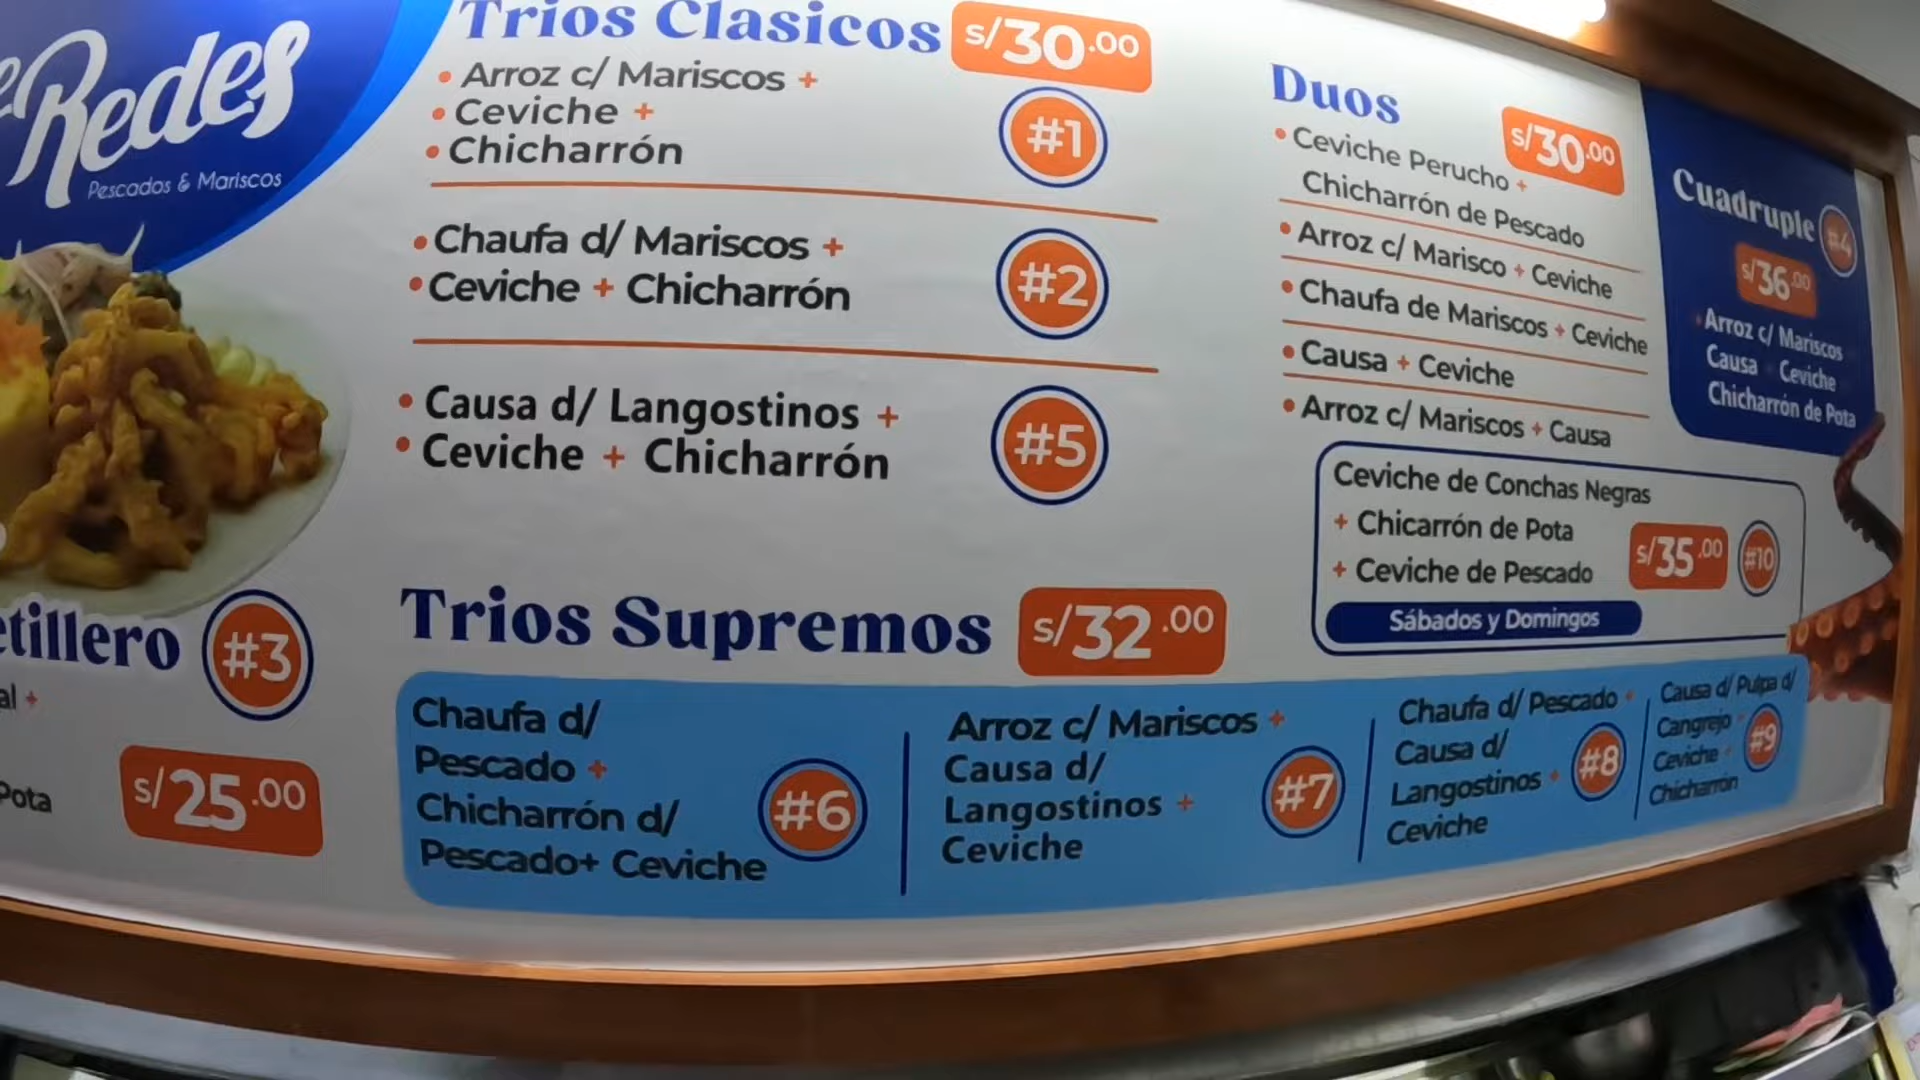 Redes
Pescados & Mariscos
#3
s/25.00
Pota
Trios Clasicos s/30.00
• Arroz c/ Mariscos +
• Ceviche +
• Chicharrón
#1
• Chaufa d/ Mariscos +
• Ceviche + Chicharrón
#2
• Causa d/ Langostinos +
• Ceviche + Chicharrón
#5
Trios Supremos s/32.00
Chaufa d/
Pescado +
Chicharrón d/
Pescado+ Ceviche
#6
Arroz c/ Mariscos +
Causa d/
Langostinos +
Ceviche
#7
Chaufa d/ Pescado +
Causa d/
Langostinos +
Ceviche
#8
Causa d/ Pulpa d/
Cangrejo +
Ceviche +
Chicharrón
#9
Duos
s/30.00
• Ceviche Perucho +
Chicharrón de Pescado
• Arroz c/ Marisco + Ceviche
• Chaufa de Mariscos + Ceviche
• Causa + Ceviche
• Arroz c/ Mariscos + Causa
Ceviche de Conchas Negras
+ Chicarrón de Pota
+ Ceviche de Pescado
s/35.00
#10
Sábados y Domingos
Cuadruple #4
s/36.00
Arroz c/ Mariscos
Causa Ceviche
Chicharrón de Pota